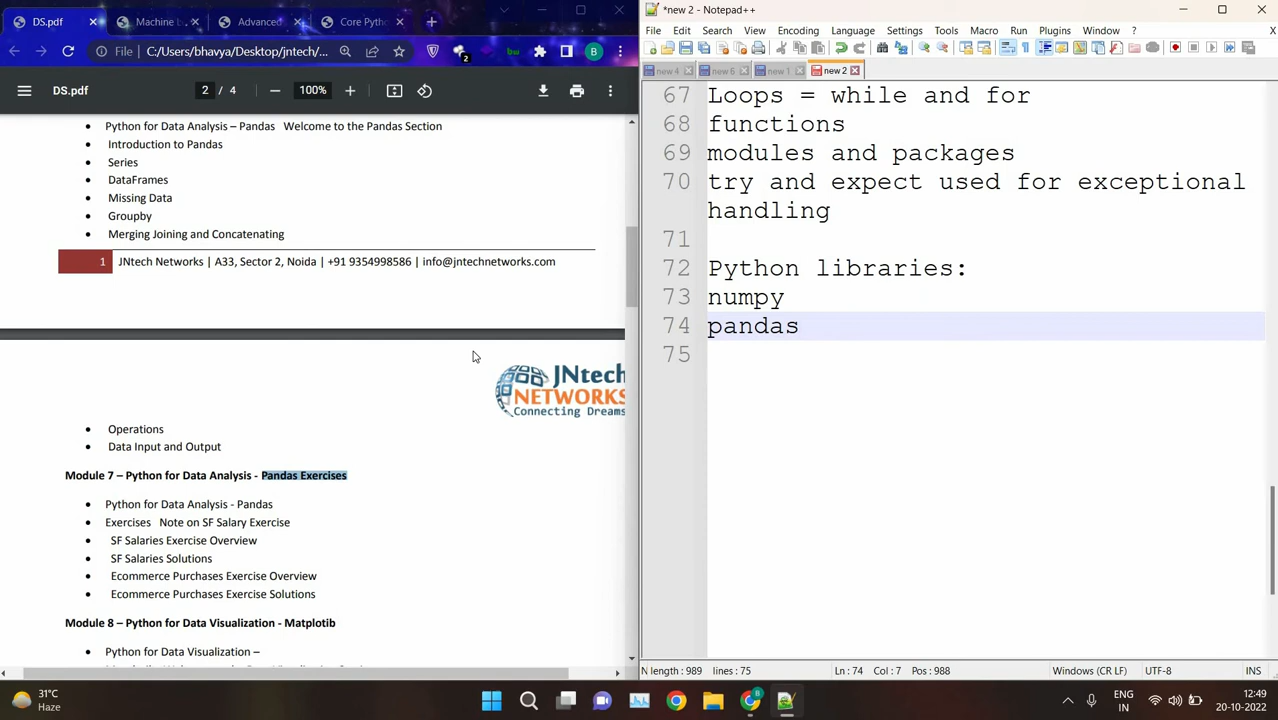 DS.pdf
Machine b
Advanced
Core Pyth
File
C:/Users/bhavya/Desktop/jntech/...
B
2
DS.pdf
2 / 4
100%
Python for Data Analysis – Pandas Welcome to the Pandas Section
Introduction to Pandas
Series
DataFrames
Missing Data
Groupby
Merging Joining and Concatenating
1 JNtech Networks | A33, Sector 2, Noida | +91 9354998586 | info@jntechnetworks.com
JNtech
NETWORKS
Connecting Dreams
Operations
Data Input and Output
Module 7 – Python for Data Analysis - Pandas Exercises
Python for Data Analysis - Pandas
Exercises Note on SF Salary Exercise
SF Salaries Exercise Overview
SF Salaries Solutions
Ecommerce Purchases Exercise Overview
Ecommerce Purchases Exercise Solutions
Module 8 – Python for Data Visualization - Matplotib
Python for Data Visualization –
*new 2 - Notepad++
File Edit Search View Encoding Language Settings Tools Macro Run Plugins Window ?
new 4 new 6 new 1 new 2
67 Loops = while and for
68 functions
69 modules and packages
70 try and expect used for exceptional
handling
71
72 Python libraries:
73 numpy
74 pandas
75
N length : 989 lines : 75 Ln : 74 Col : 7 Pos : 988 Windows (CR LF) UTF-8 INS
31°C
Haze
ENG
IN
12:49
20-10-2022